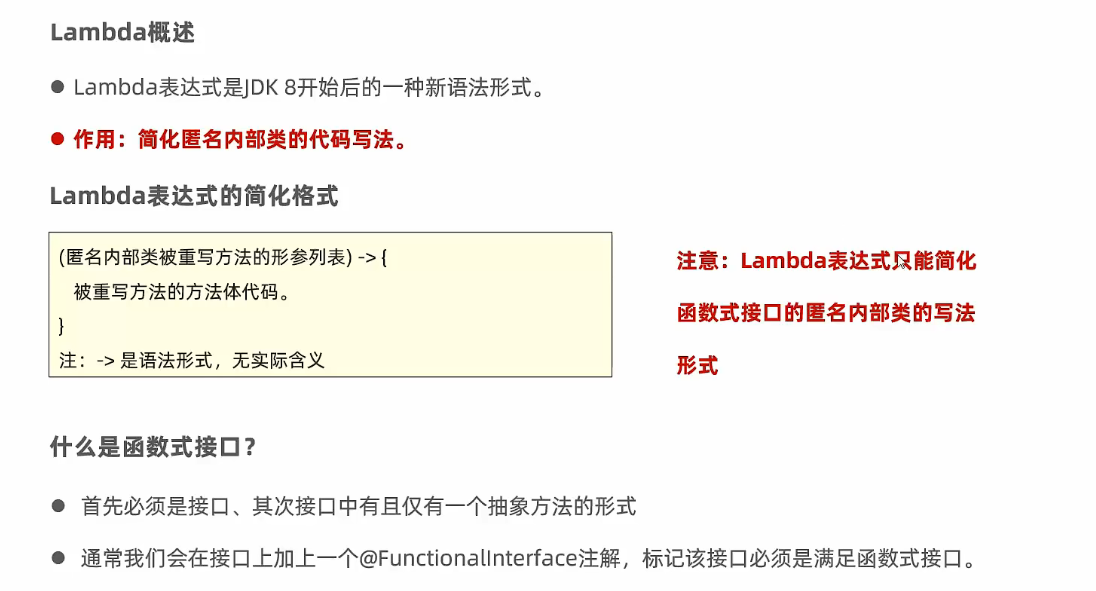 Lambda概述
● Lambda表达式是JDK 8开始后的一种新语法形式。
● 作用：简化匿名内部类的代码写法。
Lambda表达式的简化格式
(匿名内部类被重写方法的形参列表) -> {
被重写方法的方法体代码。
}
注：-> 是语法形式，无实际含义
注意：Lambda表达式只能简化
函数式接口的匿名内部类的写法
形式
什么是函数式接口？
● 首先必须是接口、其次接口中有且仅有一个抽象方法的形式
● 通常我们会在接口上加上一个@FunctionalInterface注解，标记该接口必须是满足函数式接口。